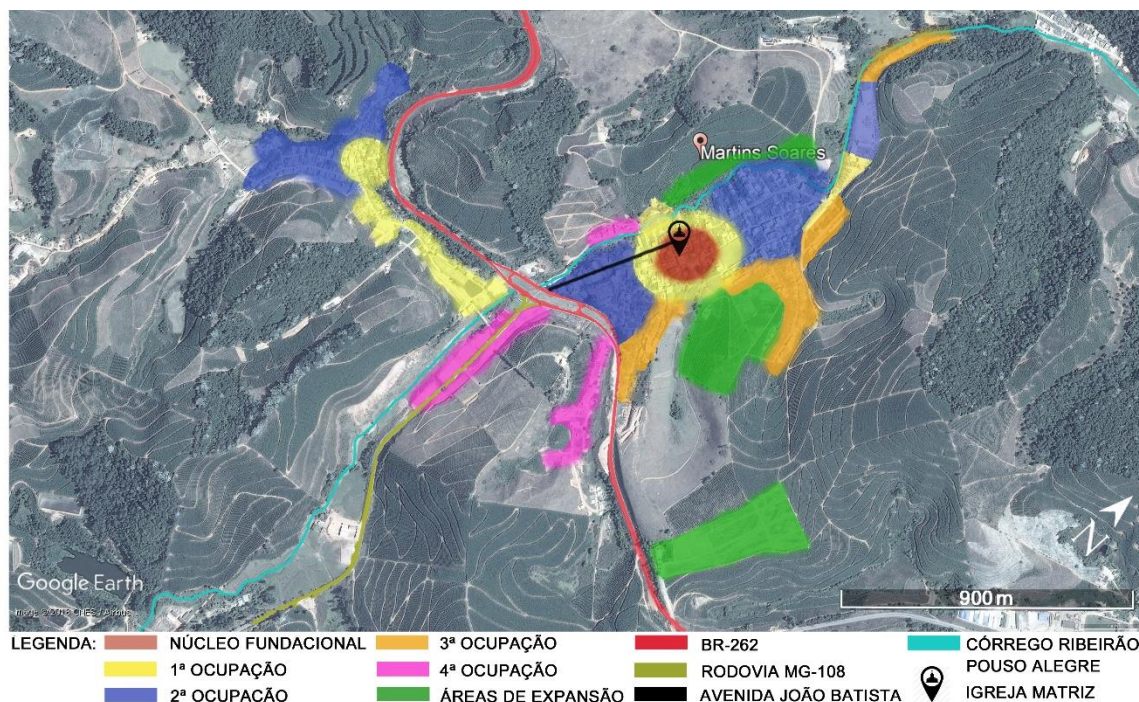 Martins Soares
N
Google Earth
900 m
LEGENDA:
NÚCLEO FUNDACIONAL
1ª OCUPAÇÃO
2ª OCUPAÇÃO
3ª OCUPAÇÃO
4ª OCUPAÇÃO
ÁREAS DE EXPANSÃO
BR-262
RODOVIA MG-108
AVENIDA JOÃO BATISTA
CÓRREGO RIBEIRÃO
POUSO ALEGRE
IGREJA MATRIZ